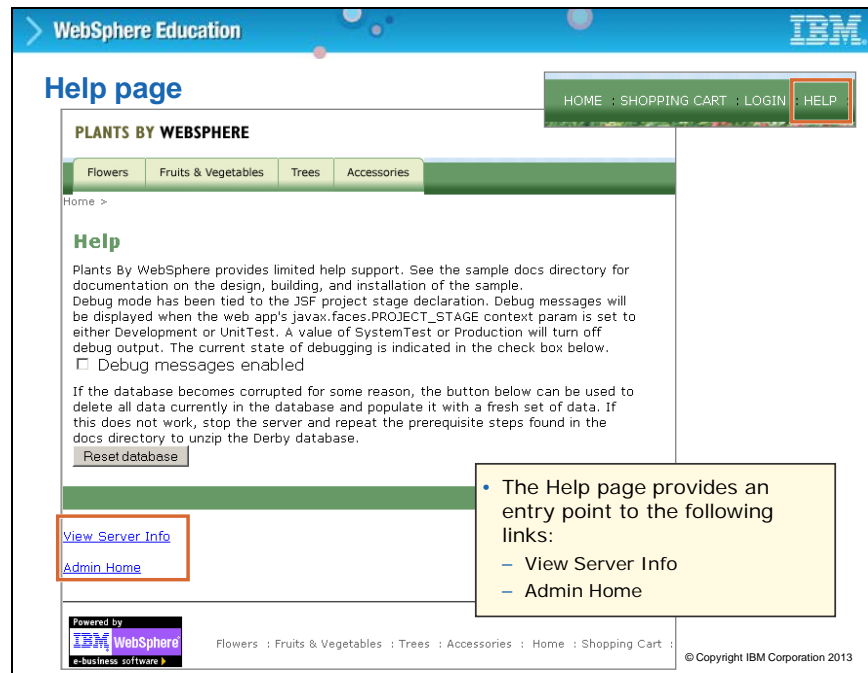 WebSphere Education
IBM
Help page
HOME : SHOPPING CART : LOGIN : HELP :
PLANTS BY WEBSPHERE
Flowers Fruits & Vegetables Trees Accessories
Home >
Help
Plants By WebSphere provides limited help support. See the sample docs directory for
documentation on the design, building, and installation of the sample.
Debug mode has been tied to the JSF project stage declaration. Debug messages will
be displayed when the web app's javax.faces.PROJECT_STAGE context param is set to
either Development or UnitTest. A value of SystemTest or Production will turn off
debug output. The current state of debugging is indicated in the check box below.
Debug messages enabled
If the database becomes corrupted for some reason, the button below can be used to
delete all data currently in the database and populate it with a fresh set of data. If
this does not work, stop the server and repeat the prerequisite steps found in the
docs directory to unzip the Derby database.
Reset database
View Server Info
Admin Home
• The Help page provides an
entry point to the following
links:
– View Server Info
– Admin Home
Powered by
IBM WebSphere
e-business software
Flowers : Fruits & Vegetables : Trees : Accessories : Home : Shopping Cart :
© Copyright IBM Corporation 2013